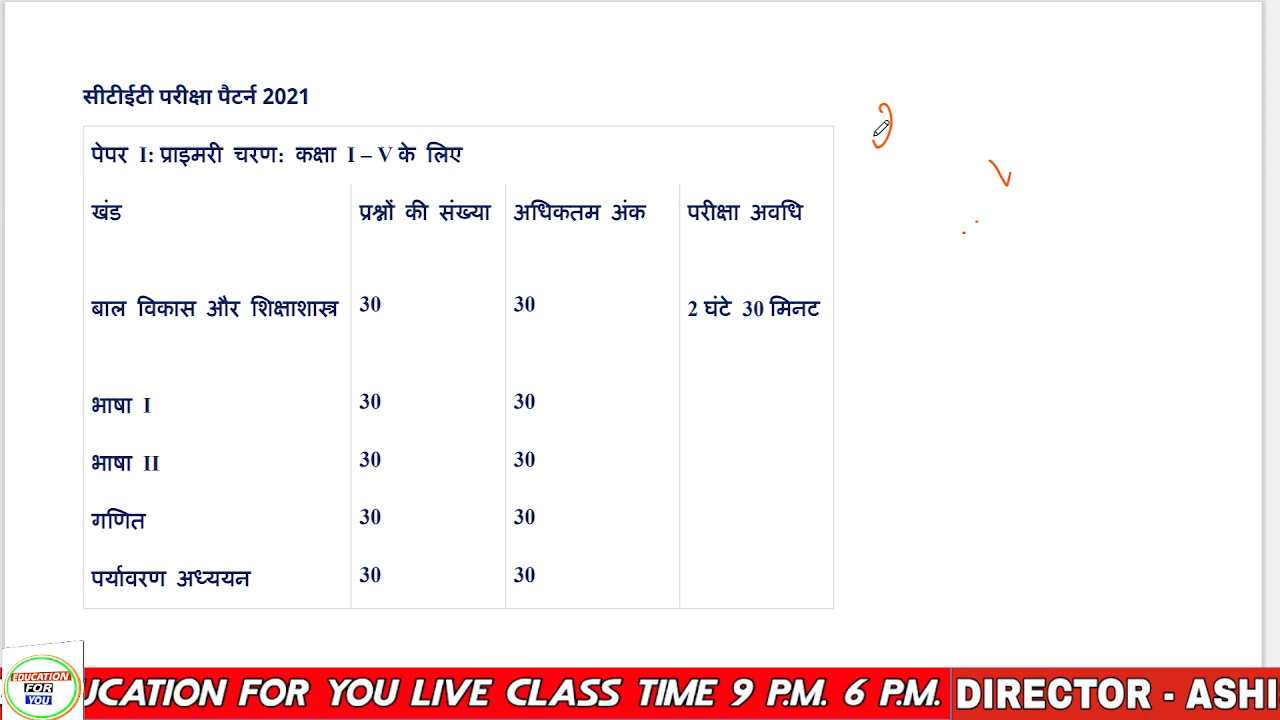 सीटीईटी परीक्षा पैटर्न 2021
पेपर I: प्राइमरी चरण: कक्षा I – V के लिए
खंड प्रश्नों की संख्या अधिकतम अंक परीक्षा अवधि
बाल विकास और शिक्षाशास्त्र 30 30 2 घंटे 30 मिनट
भाषा I 30 30
भाषा II 30 30
गणित 30 30
पर्यावरण अध्ययन 30 30
EDUCATION
FOR
YOU
UCATION FOR YOU LIVE CLASS TIME 9 P.M. 6 P.M. DIRECTOR - ASHI